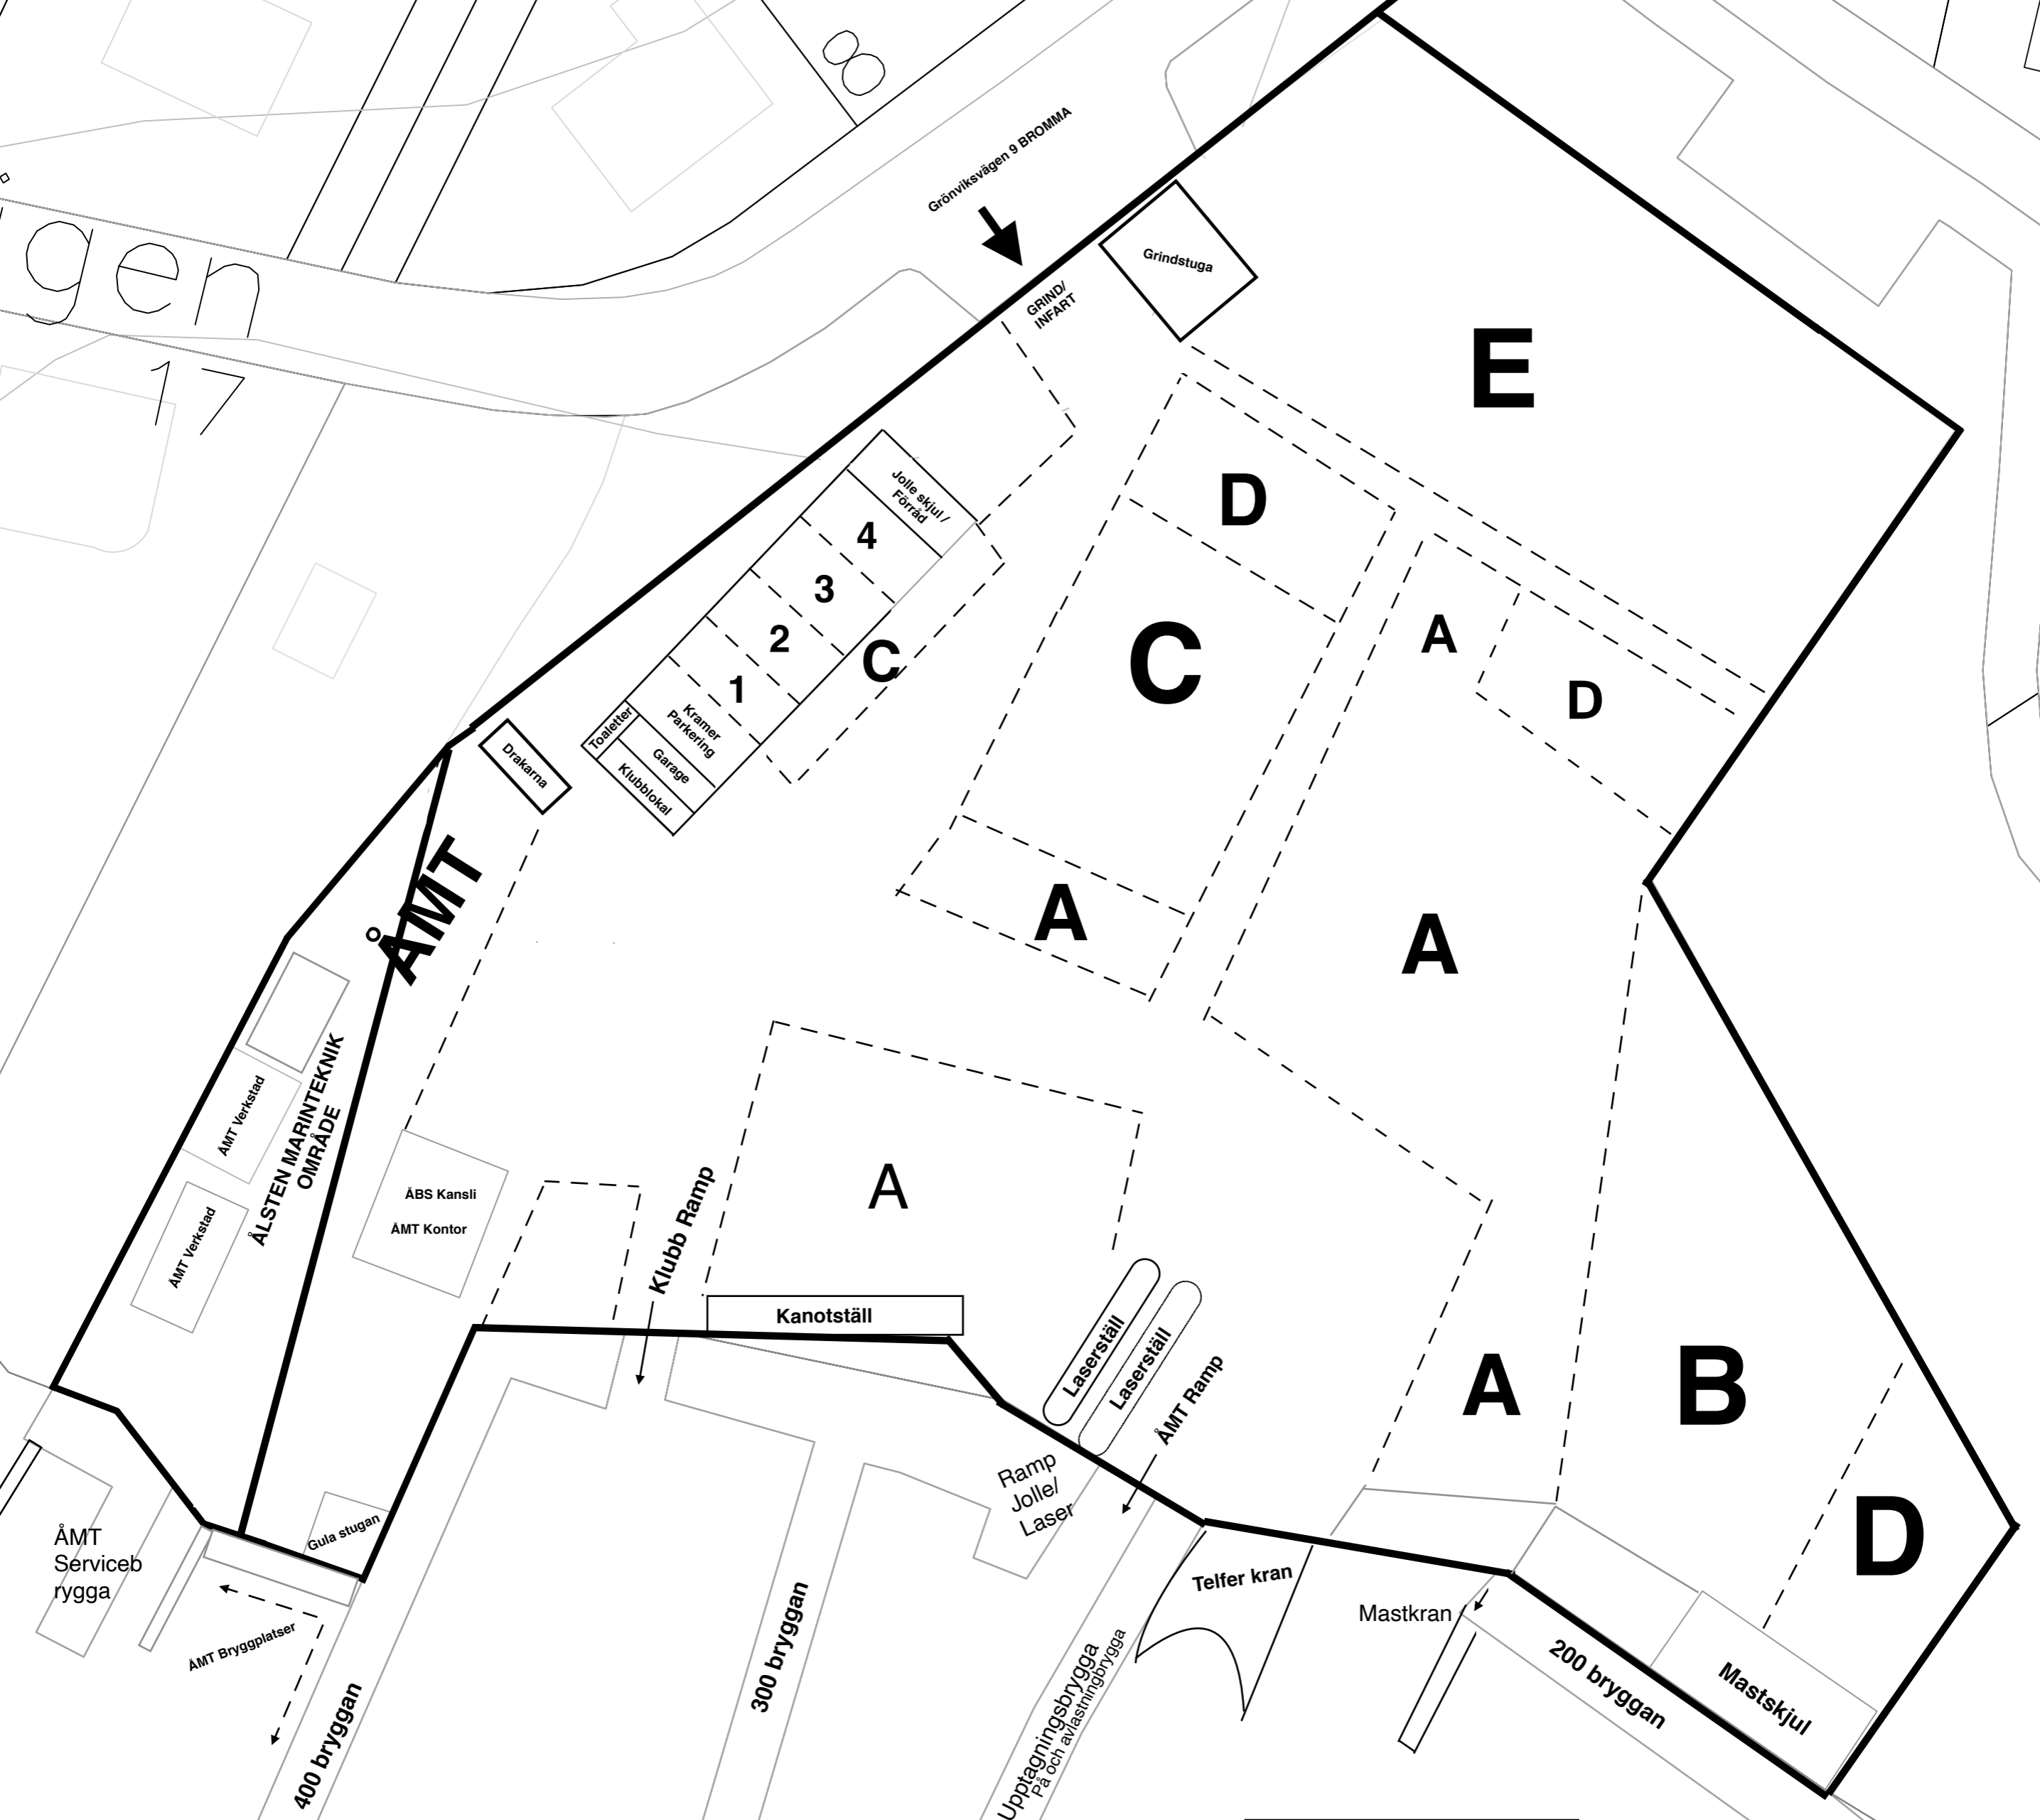 8
Grönviksvägen 9 BROMMA
gen
17
Grindstuga
GRIND/
INFART
E
Jolle skjul /
Förråd
4
3
2
1
C
D
C
A
D
Kramer
Parkering
Toaletter
Garage
Klubblokal
Drakarna
ÅMT
A
A
ÅLSTEN MARINTEKNIK
OMRÅDE
ÅMT Verkstad
ÅMT Verkstad
ÅBS Kansli
ÅMT Kontor
Klubb Ramp
A
Kanotställ
Laserställ
Laserställ
ÅMT Ramp
A
B
D
Ramp
Jolle/
Laser
Gula stugan
ÅMT
Serviceb
rygga
ÅMT Bryggplatser
400 bryggan
300 bryggan
Upptagningsbrygga
På och avlastningbrygga
Telfer kran
Mastkran
200 bryggan
Mastskjul